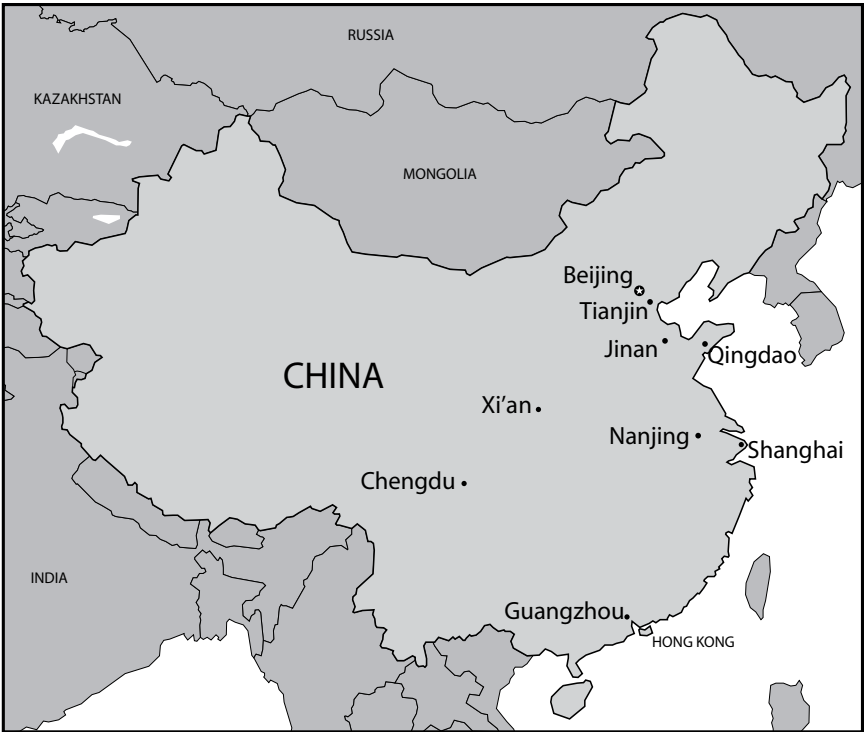 RUSSIA
KAZAKHSTAN
MONGOLIA
Beijing
Tianjin
Jinan
Qingdao
CHINA
Xi’an
Nanjing
Shanghai
Chengdu
INDIA
Guangzhou
HONG KONG